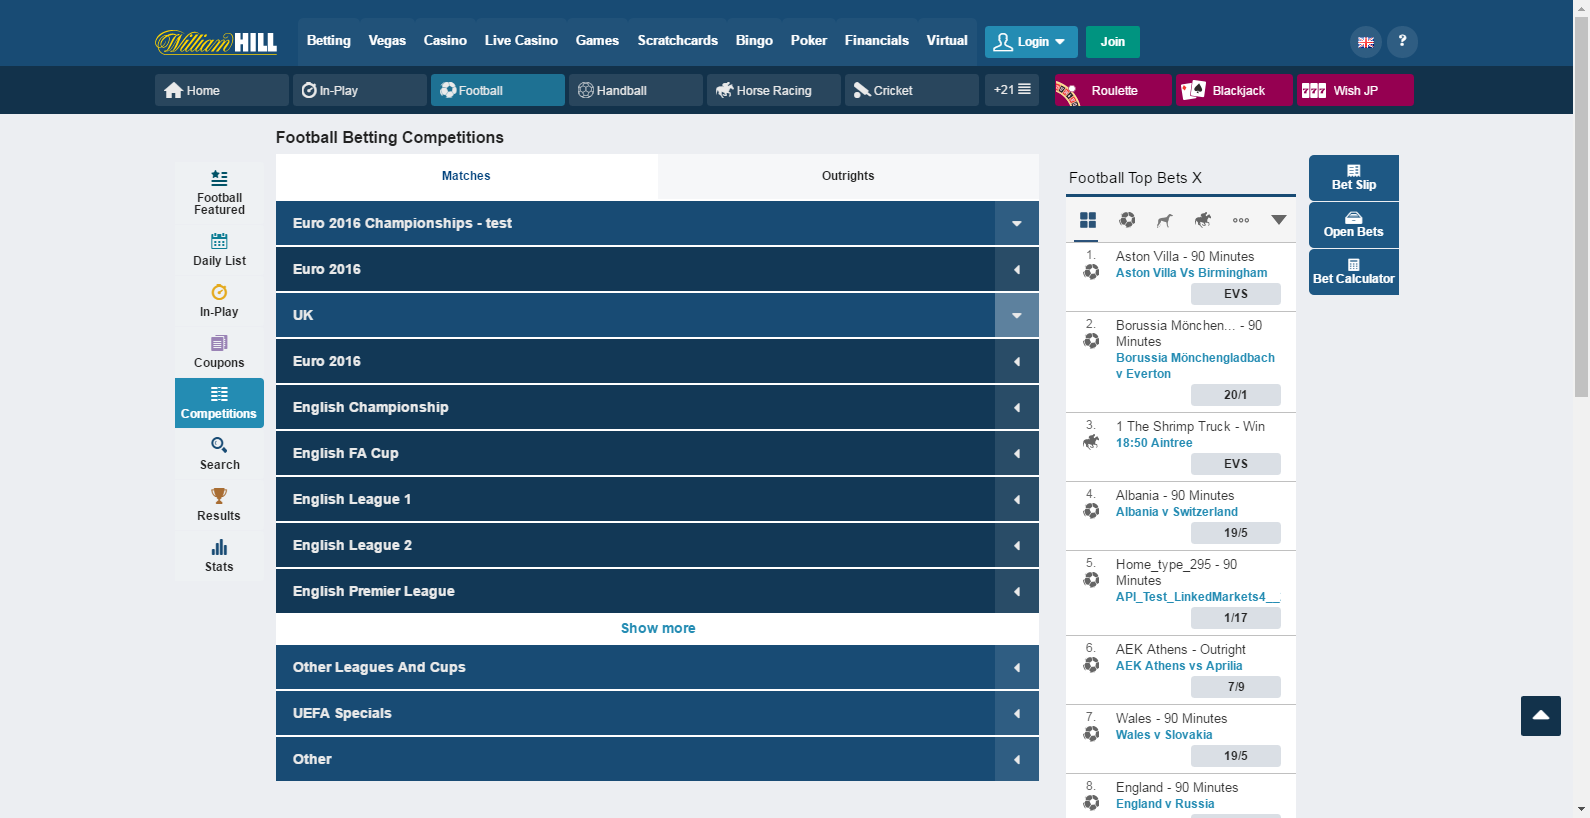 William HILL
Betting
Vegas
Casino
Live Casino
Games
Scratchcards
Bingo
Poker
Financials
Virtual
Login
Join
?
Home
In-Play
Football
Handball
Horse Racing
Cricket
+21
Roulette
Blackjack
777
Wish JP
Football Betting Competitions
Football
Featured
Daily List
In-Play
Coupons
Competitions
Search
Results
Stats
Matches
Outrights
Euro 2016 Championships - test
Euro 2016
UK
Euro 2016
English Championship
English FA Cup
English League 1
English League 2
English Premier League
Show more
Other Leagues And Cups
UEFA Specials
Other
Football Top Bets X
1.
Aston Villa - 90 Minutes
Aston Villa Vs Birmingham
EVS
2.
Borussia Mönchen... - 90
Minutes
Borussia Mönchengladbach
v Everton
20/1
3.
1 The Shrimp Truck - Win
18:50 Aintree
EVS
4.
Albania - 90 Minutes
Albania v Switzerland
19/5
5.
Home_type_295 - 90
Minutes
API_Test_LinkedMarkets4__
1/17
6.
AEK Athens - Outright
AEK Athens vs Aprilia
7/9
7.
Wales - 90 Minutes
Wales v Slovakia
19/5
8.
England - 90 Minutes
England v Russia
Bet Slip
Open Bets
Bet Calculator